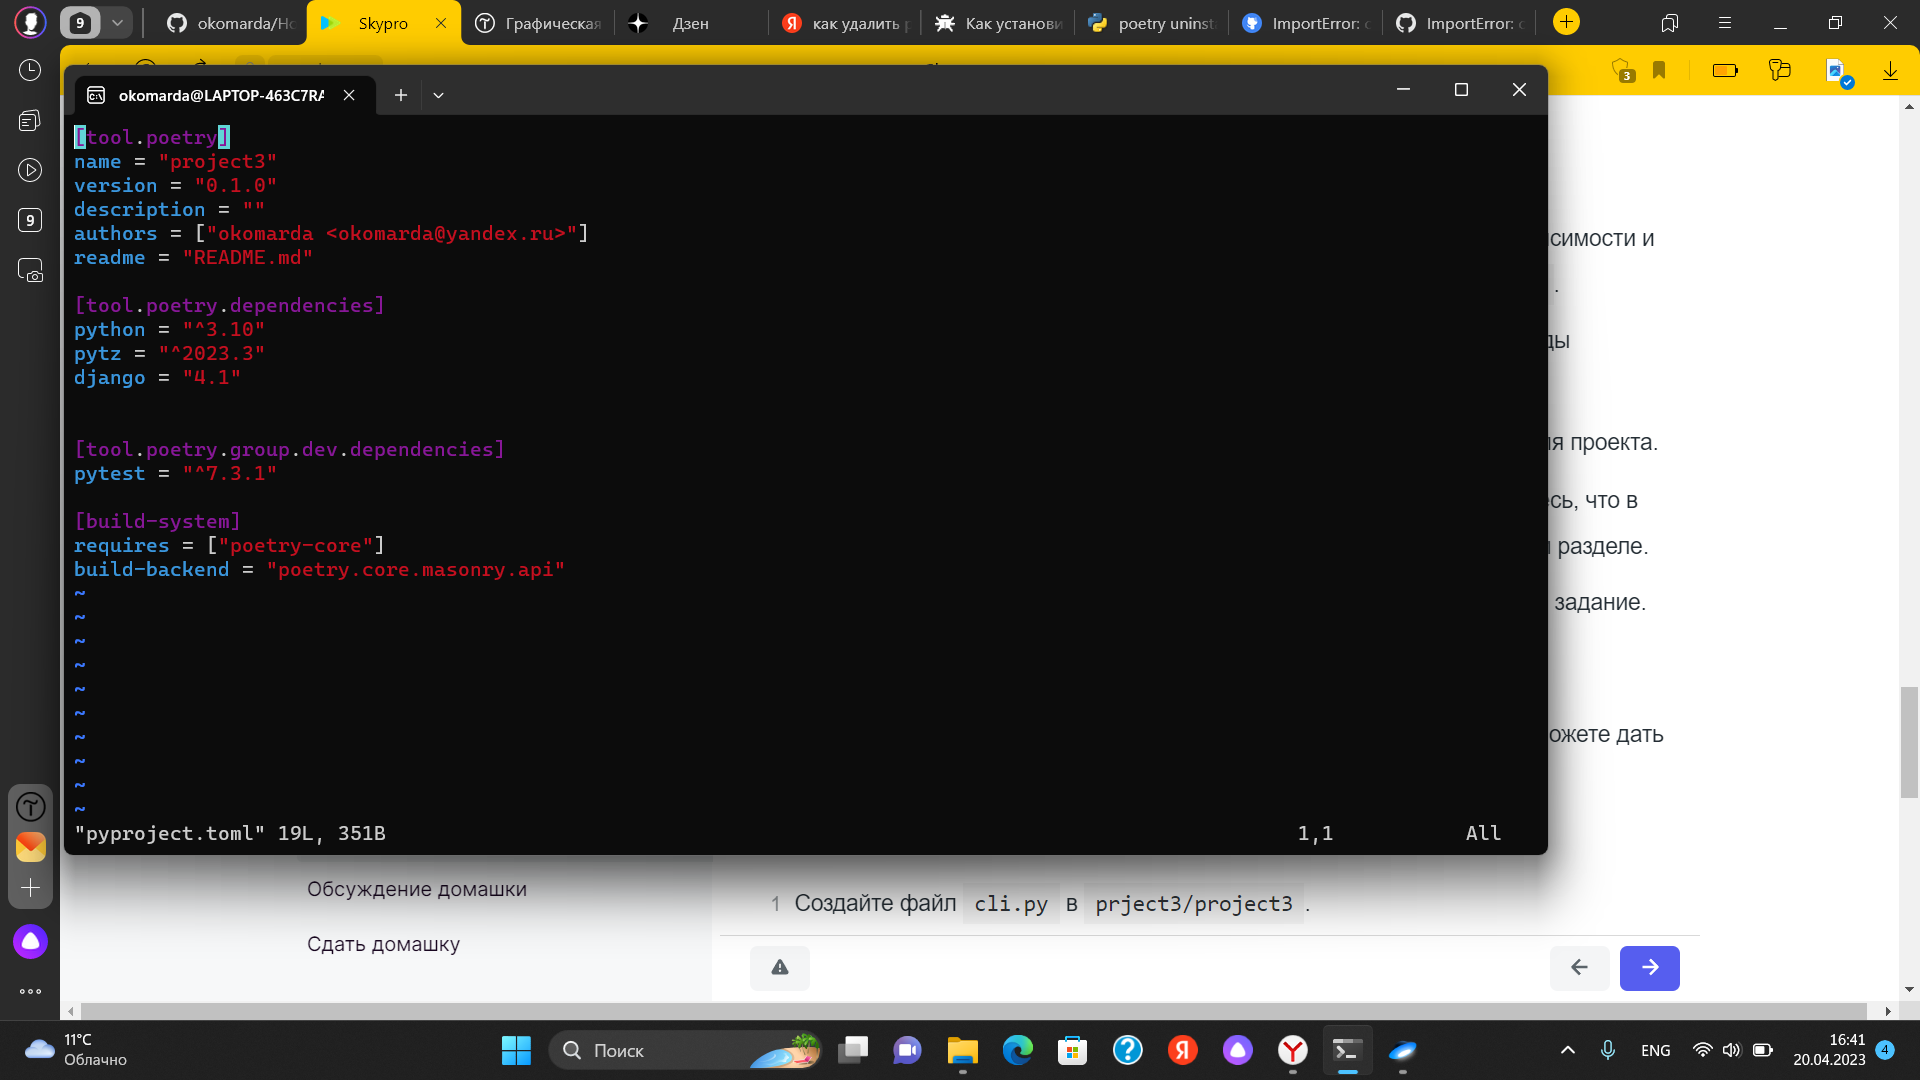 9
okomarda/Ho
Skypro
Графическая
Дзен
как удалить p
Как установи
poetry uninst
ImportError: c
ImportError: c
3
okomarda@LAPTOP-463C7RA
[tool.poetry]
name = "project3"
version = "0.1.0"
description = ""
authors = ["okomarda <okomarda@yandex.ru>"]
readme = "README.md"
[tool.poetry.dependencies]
python = "^3.10"
pytz = "^2023.3"
django = "4.1"
[tool.poetry.group.dev.dependencies]
pytest = "^7.3.1"
[build-system]
requires = ["poetry-core"]
build-backend = "poetry.core.masonry.api"
~
~
~
~
~
~
~
~
~
~
"pyproject.toml" 19L, 351B 1,1 All
9
симости и
.
ды
ия проекта.
сь, что в
разделе.
задание.
ожете дать
Обсуждение домашки
Сдать домашку
1 Создайте файл cli.py в prject3/project3 .
11°C
Облачно
Поиск
ENG
16:41
20.04.2023
4